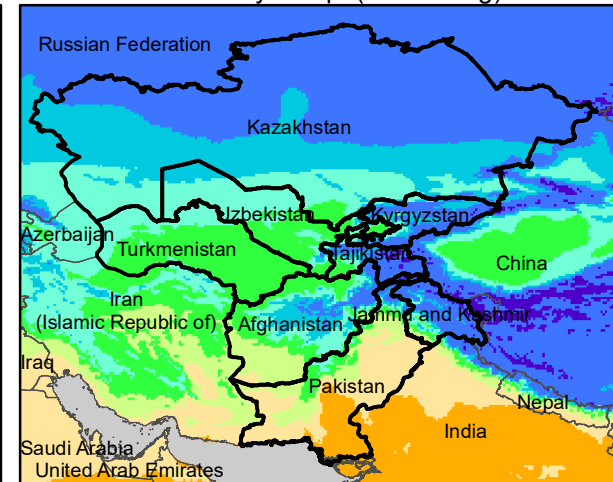 Russian Federation
Kazakhstan
Uzbekistan
Kyrgyzstan
Azerbaijan
Turkmenistan
Tajikistan
China
Iran
(Islamic Republic of)
Afghanistan
Jammu and Kashmir
Iraq
Pakistan
Nepal
India
Saudi Arabia
United Arab Emirates